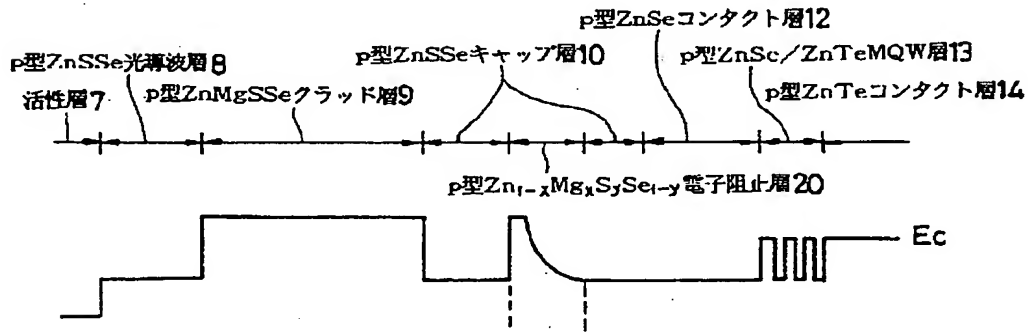 p型ZnSeコンタクト層12
p型ZnSSe光導波層8
p型ZnSSeキャップ層10
p型ZnSe/ZnTeMQW層13
活性層7
p型ZnMgSSeクラッド層9
p型ZnTeコンタクト層14
p型Zn₁₋ₓMgₓSᵧSe₁₋ᵧ電子阻止層20
Ec